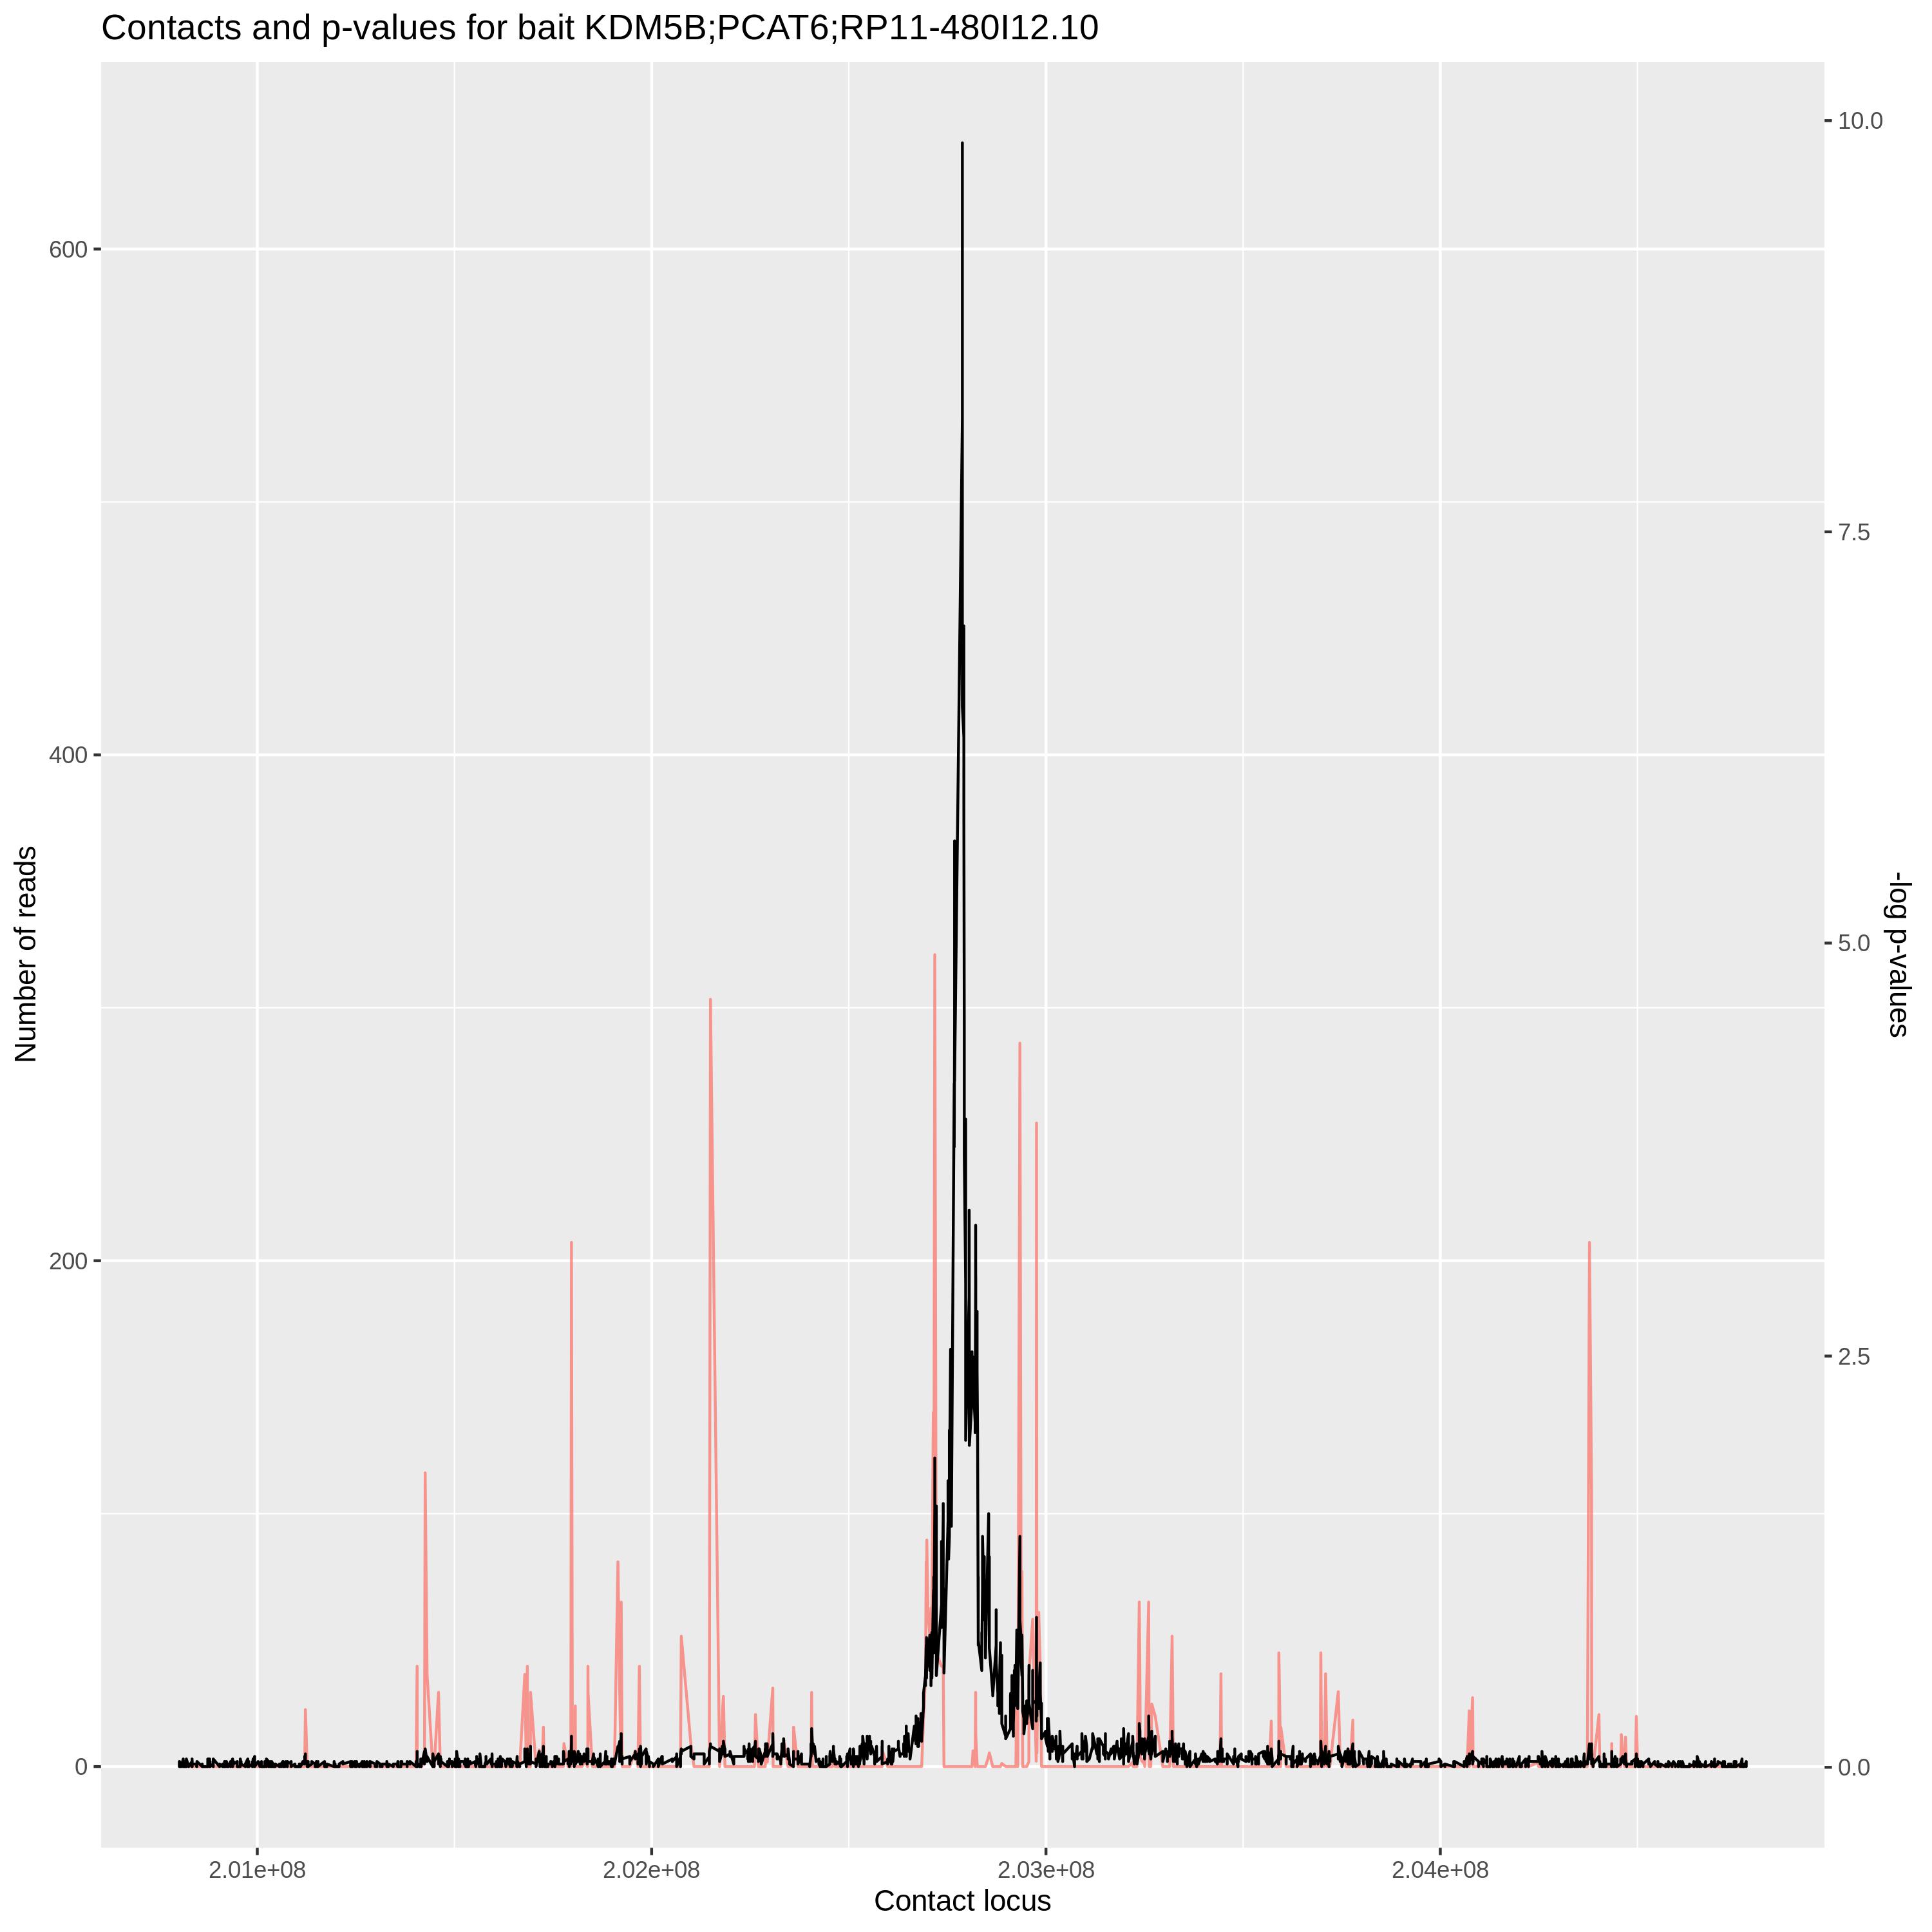 Contacts and p-values for bait KDM5B;PCAT6;RP11-480I12.10
600
400
200
0
Number of reads
10.0
7.5
5.0
2.5
0.0
-log p-values
2.01e+08
2.02e+08
2.03e+08
2.04e+08
Contact locus